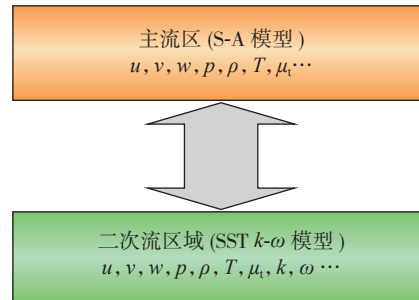 主流区 (S-A 模型)
u, v, w, p, ρ, T, μt…
二次流区域 (SST k-ω 模型)
u, v, w, p, ρ, T, μt, k, ω …